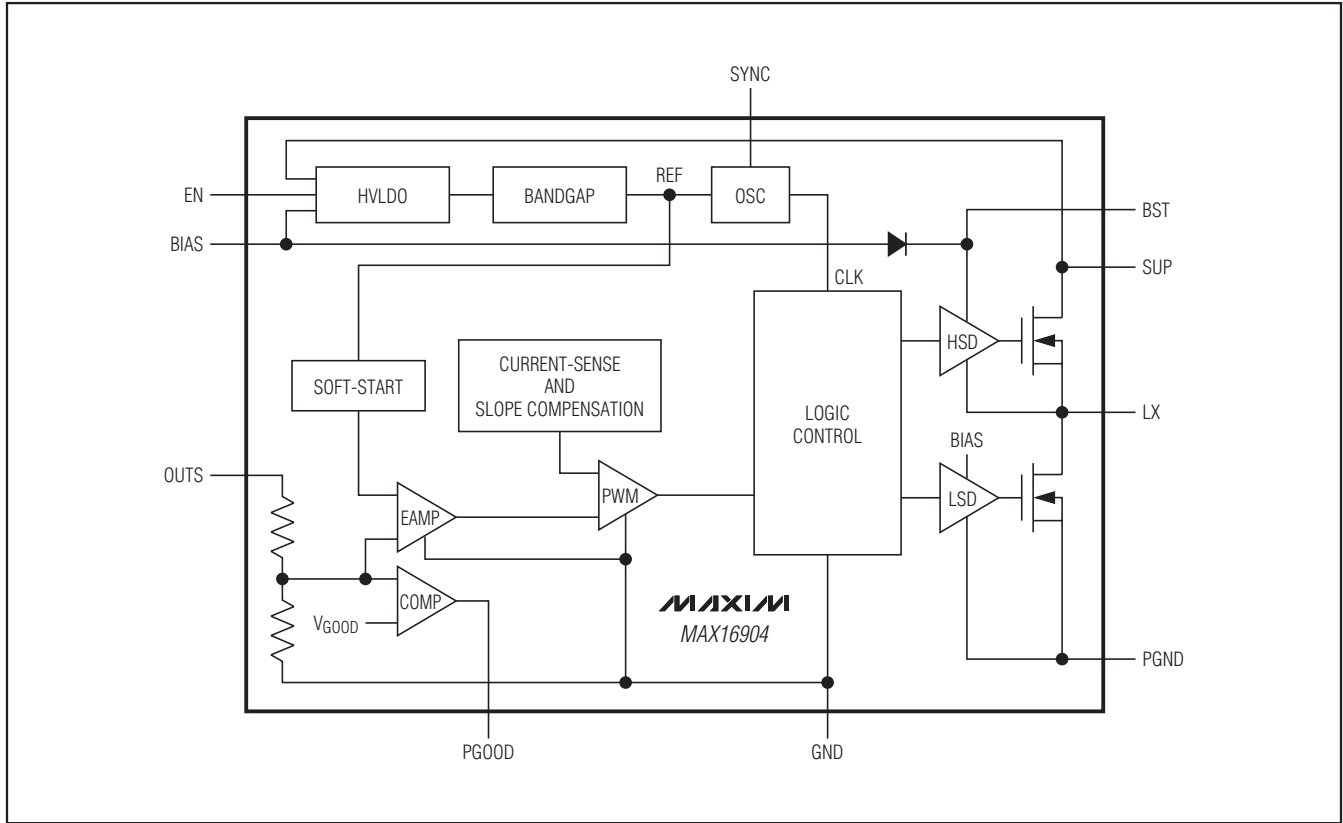 SYNC
EN
HVLDO
BANDGAP
REF
OSC
BST
BIAS
SUP
CLK
HSD
SOFT-START
CURRENT-SENSE
AND
SLOPE COMPENSATION
LOGIC
CONTROL
LX
BIAS
OUTS
EAMP
PWM
LSD
COMP
VGOOD
MAXIM
MAX16904
PGND
PGOOD
GND